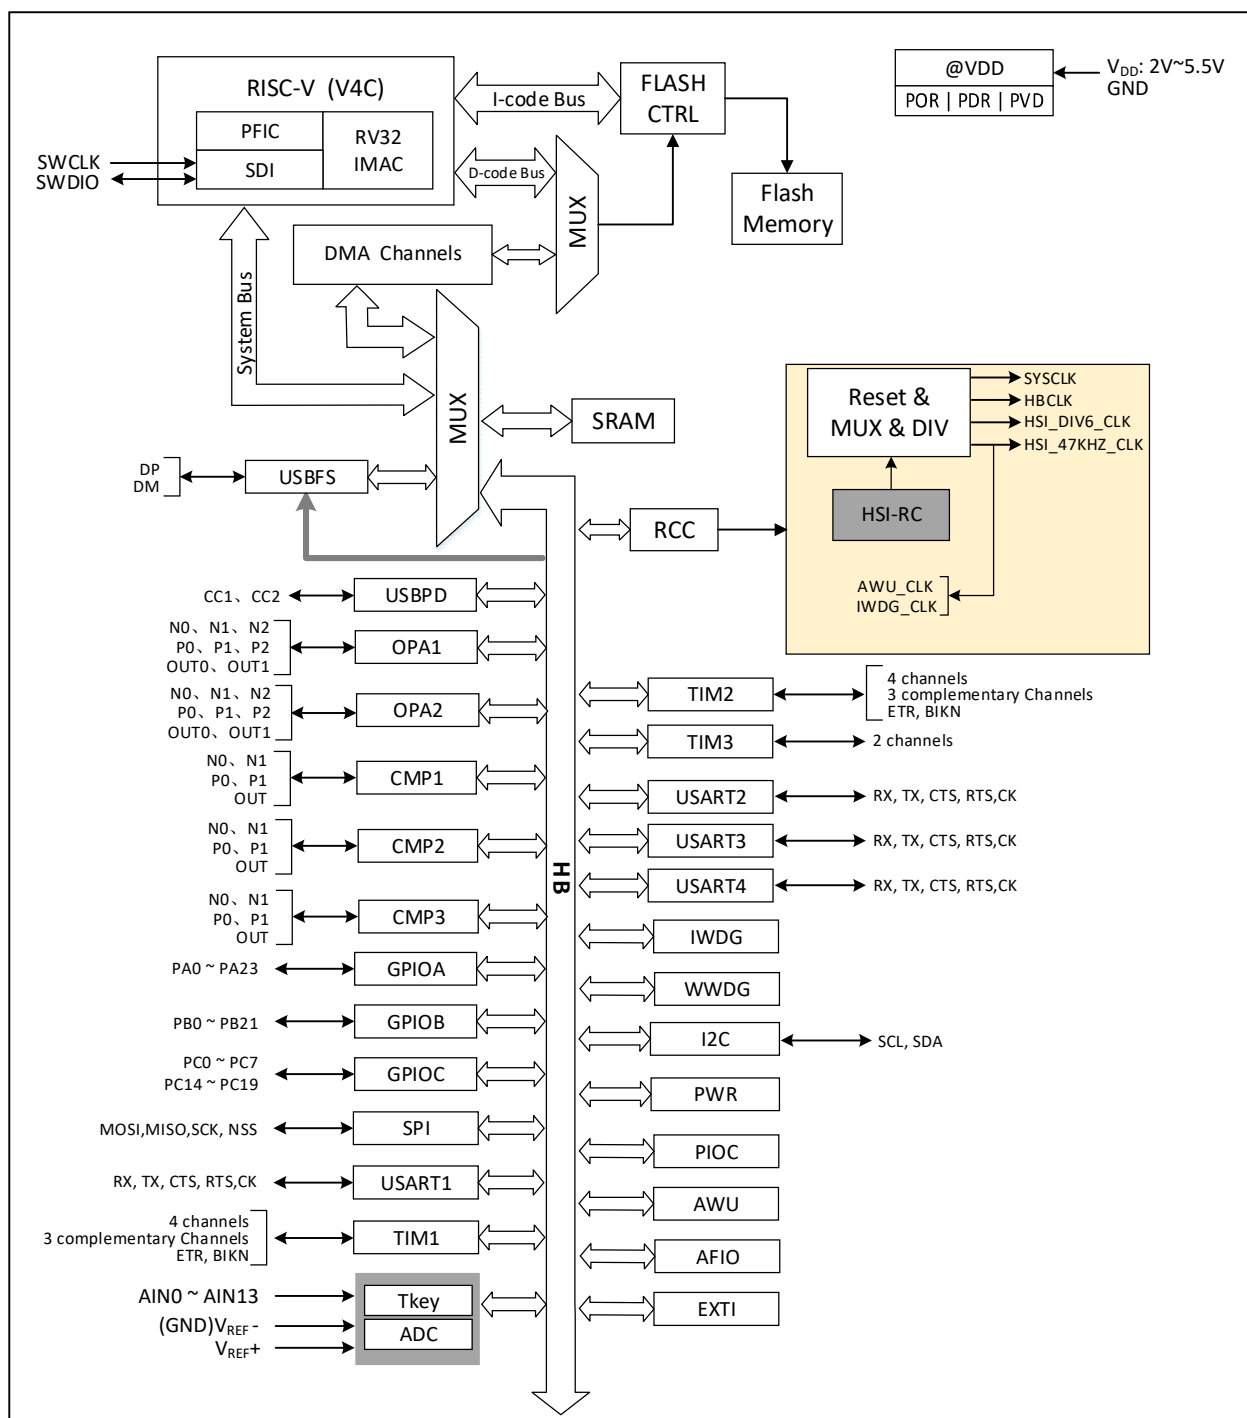 RISC-V (V4C)
PFIC
SDI
RV32
IMAC
SWCLK
SWDIO
I-code Bus
D-code Bus
FLASH
CTRL
Flash
Memory
@VDD
POR | PDR | PVD
VDD: 2V~5.5V
GND
MUX
DMA Channels
System Bus
MUX
SRAM
DP
DM
USBFS
RCC
Reset &
MUX & DIV
SYSCLK
HBCLK
HSI_DIV6_CLK
HSI_47KHZ_CLK
HSI-RC
AWU_CLK
IWDG_CLK
HB
CC1、CC2
USBPD
N0、N1、N2
P0、P1、P2
OUT0、OUT1
OPA1
N0、N1、N2
P0、P1、P2
OUT0、OUT1
OPA2
N0、N1
P0、P1
OUT
CMP1
N0、N1
P0、P1
OUT
CMP2
N0、N1
P0、P1
OUT
CMP3
PA0 ~ PA23
GPIOA
PB0 ~ PB21
GPIOB
PC0 ~ PC7
PC14 ~ PC19
GPIOC
MOSI,MISO,SCK, NSS
SPI
RX, TX, CTS, RTS,CK
USART1
4 channels
3 complementary Channels
ETR, BIKN
TIM1
AIN0 ~ AIN13
(GND)VREF -
VREF+
Tkey
ADC
TIM2
4 channels
3 complementary Channels
ETR, BIKN
TIM3
2 channels
USART2
RX, TX, CTS, RTS,CK
USART3
RX, TX, CTS, RTS,CK
USART4
RX, TX, CTS, RTS,CK
IWDG
WWDG
I2C
SCL, SDA
PWR
PIOC
AWU
AFIO
EXTI